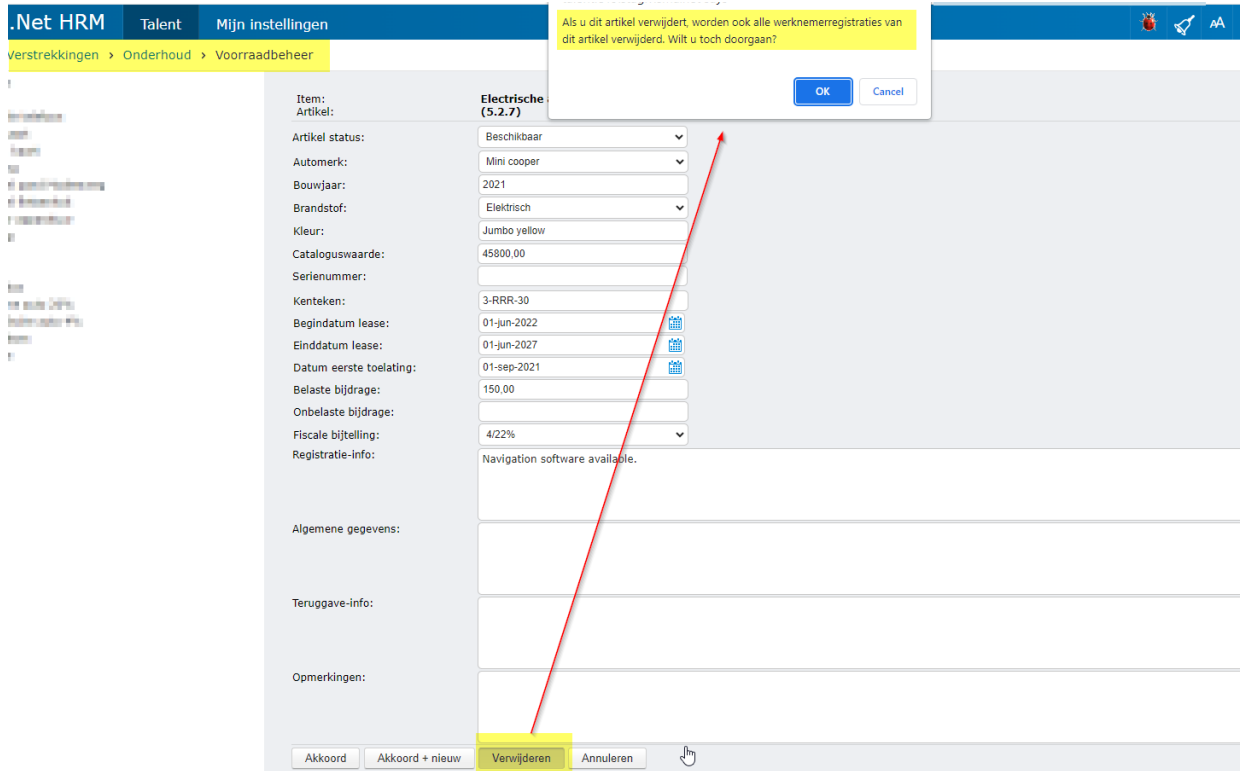 .Net HRM Talent Mijn instellingen AA
Verstrekkingen > Onderhoud > Voorraadbeheer
Als u dit artikel verwijdert, worden ook alle werknemerregistraties van
dit artikel verwijderd. Wilt u toch doorgaan?
OK Cancel
Item: Electrische
Artikel: (5.2.7)
Artikel status: Beschikbaar
Automerk: Mini cooper
Bouwjaar: 2021
Brandstof: Elektrisch
Kleur: Jumbo yellow
Cataloguswaarde: 45800,00
Serienummer:
Kenteken: 3-RRR-30
Begindatum lease: 01-jun-2022
Einddatum lease: 01-jun-2027
Datum eerste toelating: 01-sep-2021
Belaste bijdrage: 150,00
Onbelaste bijdrage:
Fiscale bijtelling: 4/22%
Registratie-info: Navigation software available.
Algemene gegevens:
Teruggave-info:
Opmerkingen:
Akkoord Akkoord + nieuw Verwijderen Annuleren